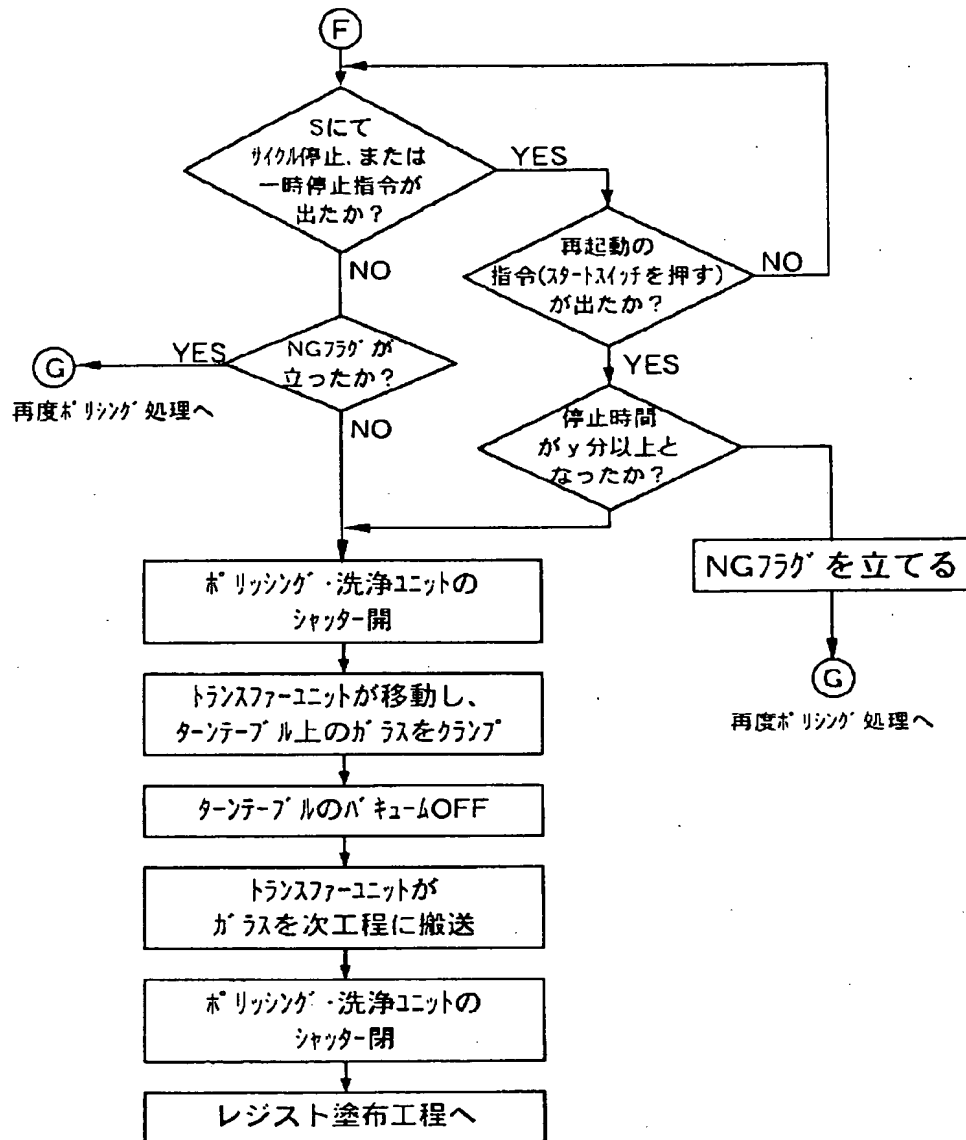 F
Sにて
ｻｲｸﾙ停止、または
一時停止指令が
出たか？
YES
NO
再起動の
指令(ｽﾀｰﾄｽｲｯﾁを押す)
が出たか？
NO
YES
NGﾌﾗｸﾞが
立ったか？
YES
G
再度ﾎﾟﾘｼﾝｸﾞ処理へ
NO
停止時間
がｙ分以上と
なったか？
NGﾌﾗｸﾞを立てる
G
再度ﾎﾟﾘｼﾝｸﾞ処理へ
ﾎﾟﾘｯｼﾝｸﾞ・洗浄ﾕﾆｯﾄの
ｼｬｯﾀｰ開
ﾄﾗﾝｽﾌｧｰﾕﾆｯﾄが移動し、
ﾀｰﾝﾃｰﾌﾞﾙ上のｶﾞﾗｽをｸﾗﾝﾌﾟ
ﾀｰﾝﾃｰﾌﾞﾙのﾊﾞｷｭｰﾑOFF
ﾄﾗﾝｽﾌｧｰﾕﾆｯﾄが
ｶﾞﾗｽを次工程に搬送
ﾎﾟﾘｯｼﾝｸﾞ・洗浄ﾕﾆｯﾄの
ｼｬｯﾀｰ閉
レジスト塗布工程へ